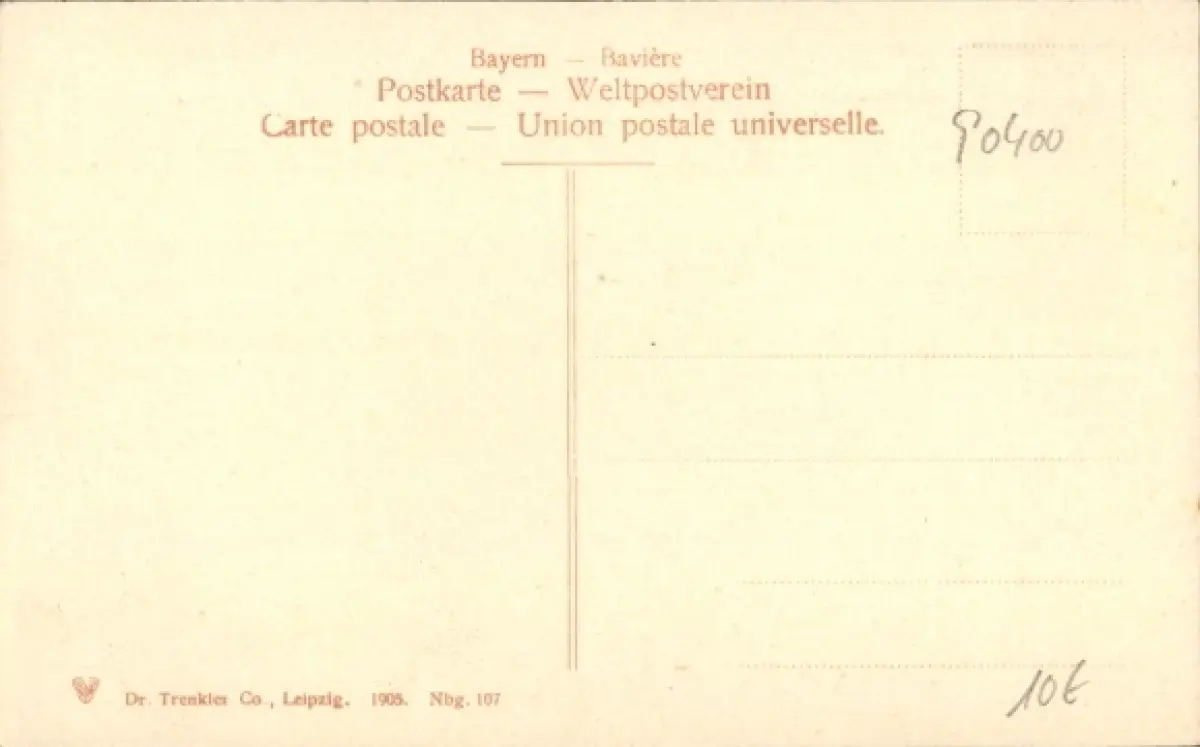 Bayern — Bavière
Postkarte — Weltpostverein
Carte postale — Union postale universelle.
90400
Dr. Trenkler Co., Leipzig. 1905. Nbg. 107
10€